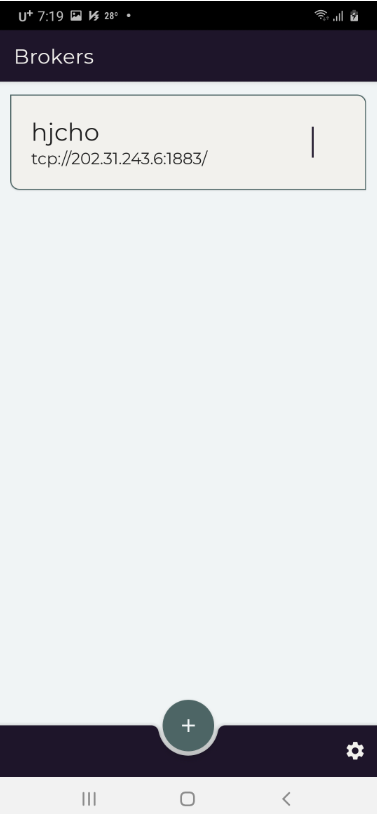 U+ 7:19 28°
Brokers
hjcho
tcp://202.31.243.6:1883/
+